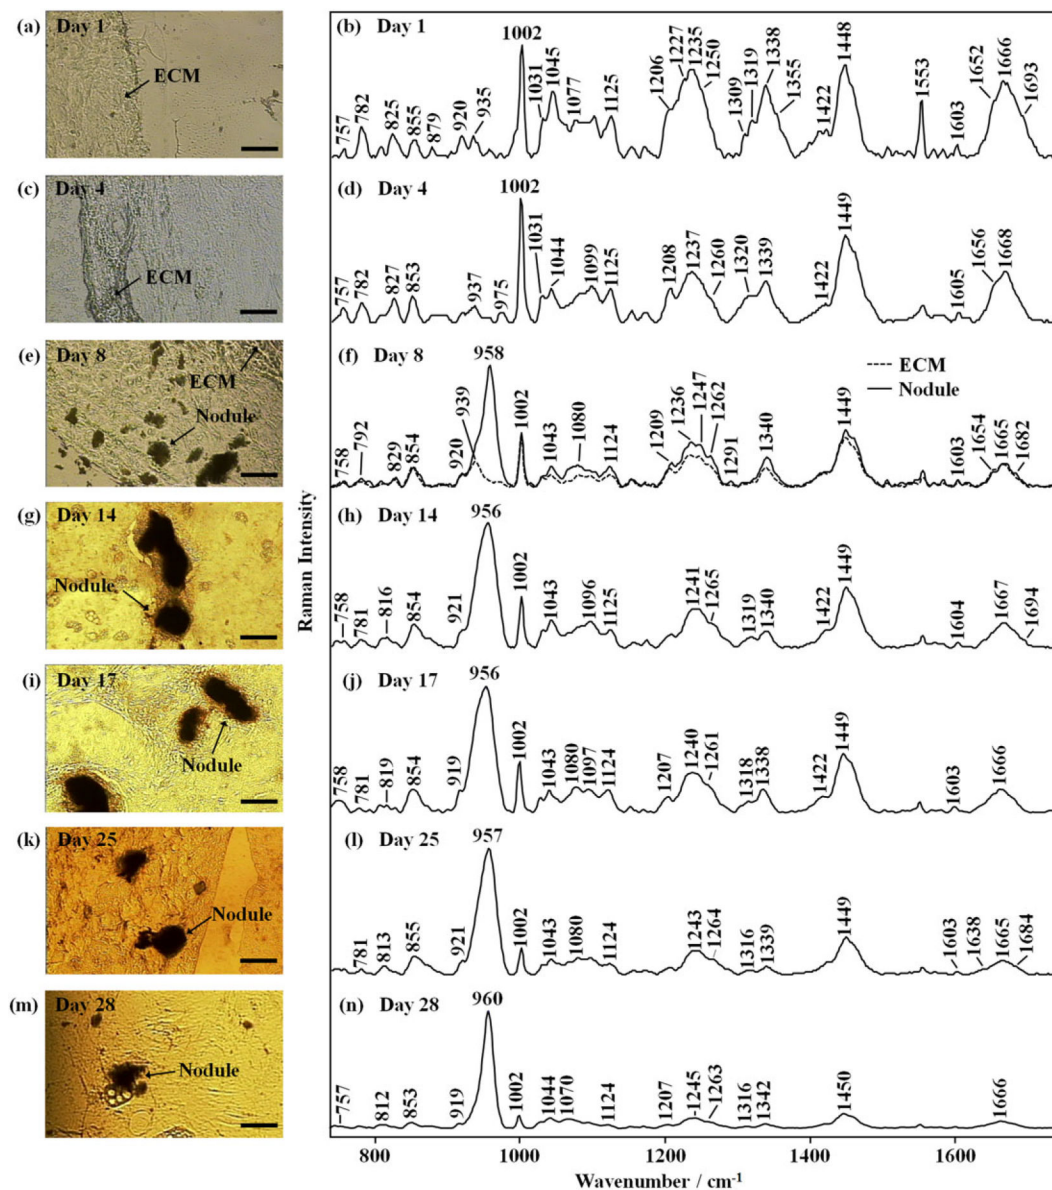 (a) Day 1
ECM
(b) Day 1
757 782 825 855 879 920 935 1002 1031 1045 1077 1125 1206 1227 1235 1250 1309 1319 1338 1355 1422 1448 1553 1603 1652 1666 1693
(c) Day 4
ECM
(d) Day 4
757 782 827 853 937 975 1002 1031 1044 1099 1125 1208 1237 1260 1320 1339 1422 1449 1605 1656 1668
(e) Day 8
ECM
Nodule
(f) Day 8
ECM
Nodule
758 792 829 854 920 939 958 1002 1043 1080 1124 1209 1236 1247 1262 1291 1340 1449 1603 1654 1665 1682
(g) Day 14
Nodule
(h) Day 14
758 781 816 854 921 956 1002 1043 1096 1125 1241 1265 1319 1340 1422 1449 1604 1667 1694
(i) Day 17
Nodule
(j) Day 17
758 781 819 854 919 956 1002 1043 1080 1097 1124 1207 1240 1261 1318 1338 1422 1449 1603 1666
(k) Day 25
Nodule
(l) Day 25
781 813 855 921 957 1002 1043 1080 1124 1243 1264 1316 1339 1449 1603 1638 1665 1684
(m) Day 28
Nodule
(n) Day 28
757 812 853 919 960 1002 1044 1070 1124 1207 1245 1263 1316 1342 1450 1666
Raman Intensity
800 1000 1200 1400 1600
Wavenumber / cm⁻¹